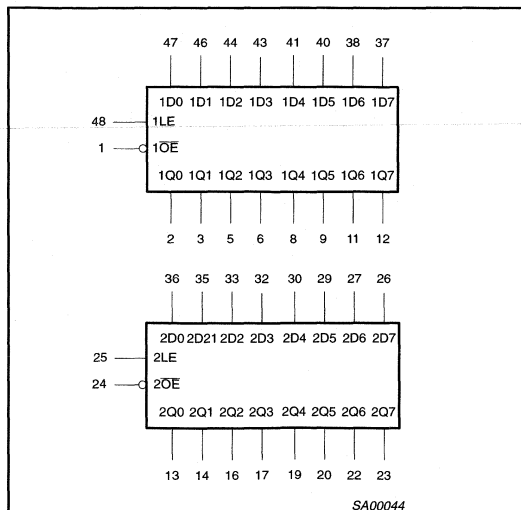 47 46 44 43 41 40 38 37
1D0 1D1 1D2 1D3 1D4 1D5 1D6 1D7
48 1LE
1 1O̅E̅
1Q0 1Q1 1Q2 1Q3 1Q4 1Q5 1Q6 1Q7
2 3 5 6 8 9 11 12
36 35 33 32 30 29 27 26
2D0 2D21 2D2 2D3 2D4 2D5 2D6 2D7
25 2LE
24 2O̅E̅
2Q0 2Q1 2Q2 2Q3 2Q4 2Q5 2Q6 2Q7
13 14 16 17 19 20 22 23
SA00044